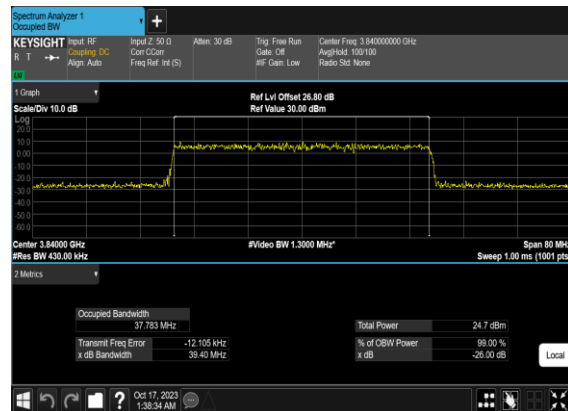 Spectrum Analyzer 1
Occupied BW
+
KEYSIGHT Input: RF Input Z: 50 Ω Atten: 30 dB Trig: Free Run Center Freq: 3.840000000 GHz
R T Coupling: DC Corr CCorr Gate: Off Avg|Hold: 100/100
Align: Auto Freq Ref: Int (S) #IF Gain: Low Radio Std: None
1 Graph Ref Lvl Offset 26.80 dB
Scale/Div 10.0 dB Ref Value 30.00 dBm
Log
20.0
10.0
0.00
-10.0
-20.0
-30.0
-40.0
-50.0
-60.0
Center 3.84000 GHz #Video BW 1.3000 MHz* Span 80 MHz
#Res BW 430.00 kHz Sweep 1.00 ms (1001 pts
2 Metrics
Occupied Bandwidth
37.783 MHz Total Power 24.7 dBm
Transmit Freq Error -12.105 kHz % of OBW Power 99.00 %
x dB Bandwidth 39.40 MHz x dB -26.00 dB
Local
? Oct 17, 2023
1:38:34 AM